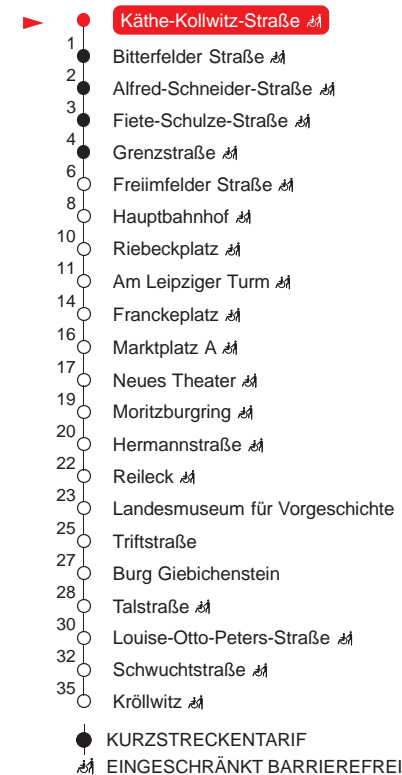 Käthe-Kollwitz-Straße
1
Bitterfelder Straße
2
Alfred-Schneider-Straße
3
Fiete-Schulze-Straße
4
Grenzstraße
6
Freiimfelder Straße
8
Hauptbahnhof
10
Riebeckplatz
11
Am Leipziger Turm
14
Franckeplatz
16
Marktplatz A
17
Neues Theater
19
Moritzburgring
20
Hermannstraße
22
Reileck
23
Landesmuseum für Vorgeschichte
25
Triftstraße
27
Burg Giebichenstein
28
Talstraße
30
Louise-Otto-Peters-Straße
32
Schwuchtstraße
35
Kröllwitz
KURZSTRECKENTARIF
EINGESCHRÄNKT BARRIEREFREI